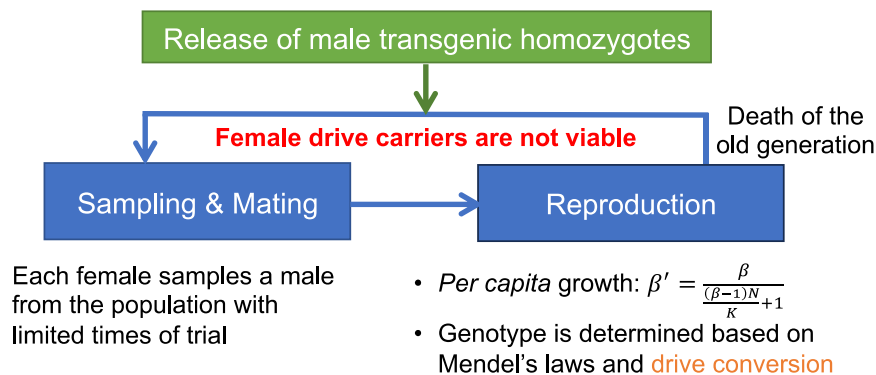 Release of male transgenic homozygotes
Female drive carriers are not viable
Death of the
old generation
Sampling & Mating
Reproduction
Each female samples a male
from the population with
limited times of trial
• Per capita growth: β′ = β / ((β−1)N / K + 1)
• Genotype is determined based on
Mendel's laws and drive conversion